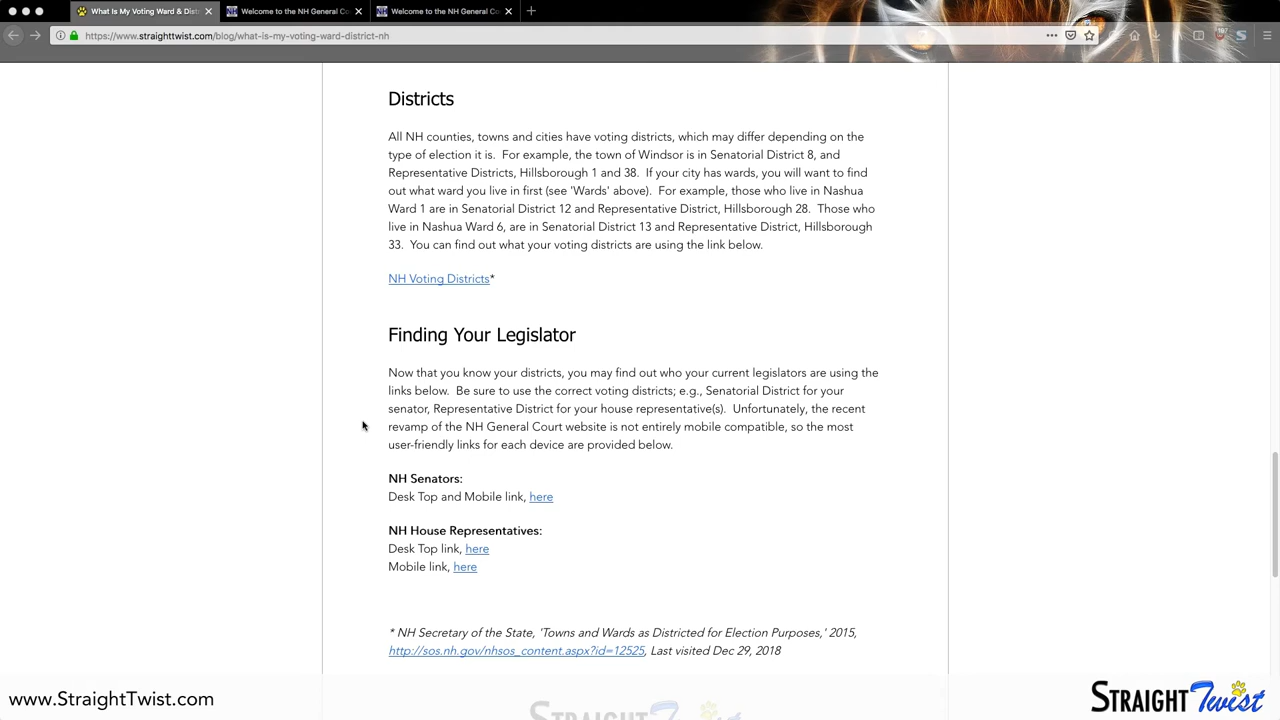 What Is My Voting Ward & Dist
Welcome to the NH General Co
Welcome to the NH General Co
https://www.straighttwist.com/blog/what-is-my-voting-ward-district-nh
Districts
All NH counties, towns and cities have voting districts, which may differ depending on the
type of election it is. For example, the town of Windsor is in Senatorial District 8, and
Representative Districts, Hillsborough 1 and 38. If your city has wards, you will want to find
out what ward you live in first (see 'Wards' above). For example, those who live in Nashua
Ward 1 are in Senatorial District 12 and Representative District, Hillsborough 28. Those who
live in Nashua Ward 6, are in Senatorial District 13 and Representative District, Hillsborough
33. You can find out what your voting districts are using the link below.
NH Voting Districts*
Finding Your Legislator
Now that you know your districts, you may find out who your current legislators are using the
links below. Be sure to use the correct voting districts; e.g., Senatorial District for your
senator, Representative District for your house representative(s). Unfortunately, the recent
revamp of the NH General Court website is not entirely mobile compatible, so the most
user-friendly links for each device are provided below.
NH Senators:
Desk Top and Mobile link, here
NH House Representatives:
Desk Top link, here
Mobile link, here
* NH Secretary of the State, 'Towns and Wards as Districted for Election Purposes,' 2015,
http://sos.nh.gov/nhsos_content.aspx?id=12525, Last visited Dec 29, 2018
www.StraightTwist.com
STRAIGHT Twist
STRAIGHT Twist